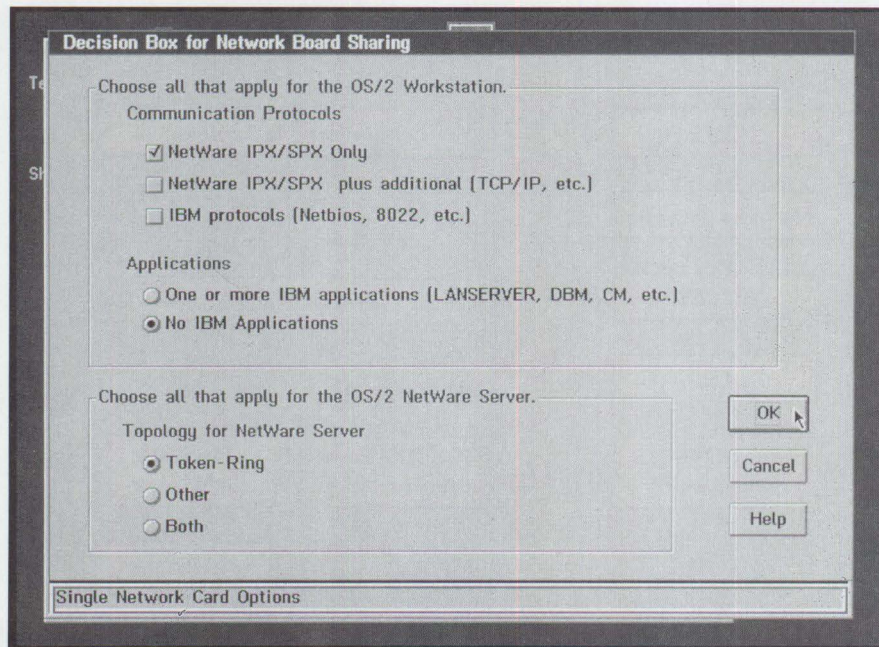 Decision Box for Network Board Sharing
Te
Choose all that apply for the OS/2 Workstation.
Communication Protocols
NetWare IPX/SPX Only
Sh
NetWare IPX/SPX plus additional (TCP/IP, etc.)
IBM protocols (Netbios, 8022, etc.)
Applications
One or more IBM applications (LANSERVER, DBM, CM, etc.)
No IBM Applications
Choose all that apply for the OS/2 NetWare Server.
Topology for NetWare Server
Token-Ring
Other
Both
OK
Cancel
Help
Single Network Card Options